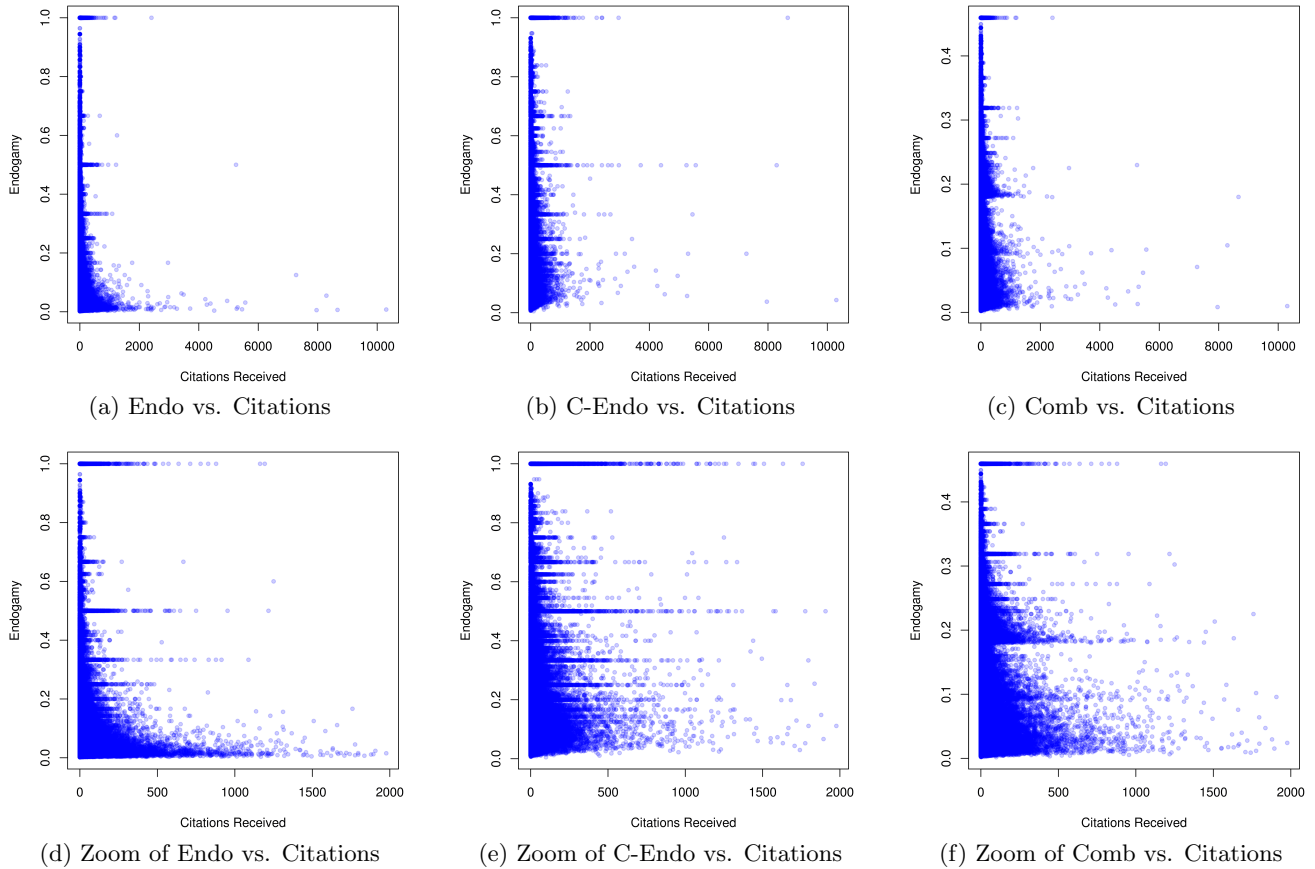 1.0
0.8
0.6
0.4
0.2
0.0
Endogamy
0 2000 4000 6000 8000 10000
Citations Received
(a) Endo vs. Citations
1.0
0.8
0.6
0.4
0.2
0.0
Endogamy
0 2000 4000 6000 8000 10000
Citations Received
(b) C-Endo vs. Citations
0.4
0.3
0.2
0.1
0.0
Endogamy
0 2000 4000 6000 8000 10000
Citations Received
(c) Comb vs. Citations
1.0
0.8
0.6
0.4
0.2
0.0
Endogamy
0 500 1000 1500 2000
Citations Received
(d) Zoom of Endo vs. Citations
1.0
0.8
0.6
0.4
0.2
0.0
Endogamy
0 500 1000 1500 2000
Citations Received
(e) Zoom of C-Endo vs. Citations
0.4
0.3
0.2
0.1
0.0
Endogamy
0 500 1000 1500 2000
Citations Received
(f) Zoom of Comb vs. Citations